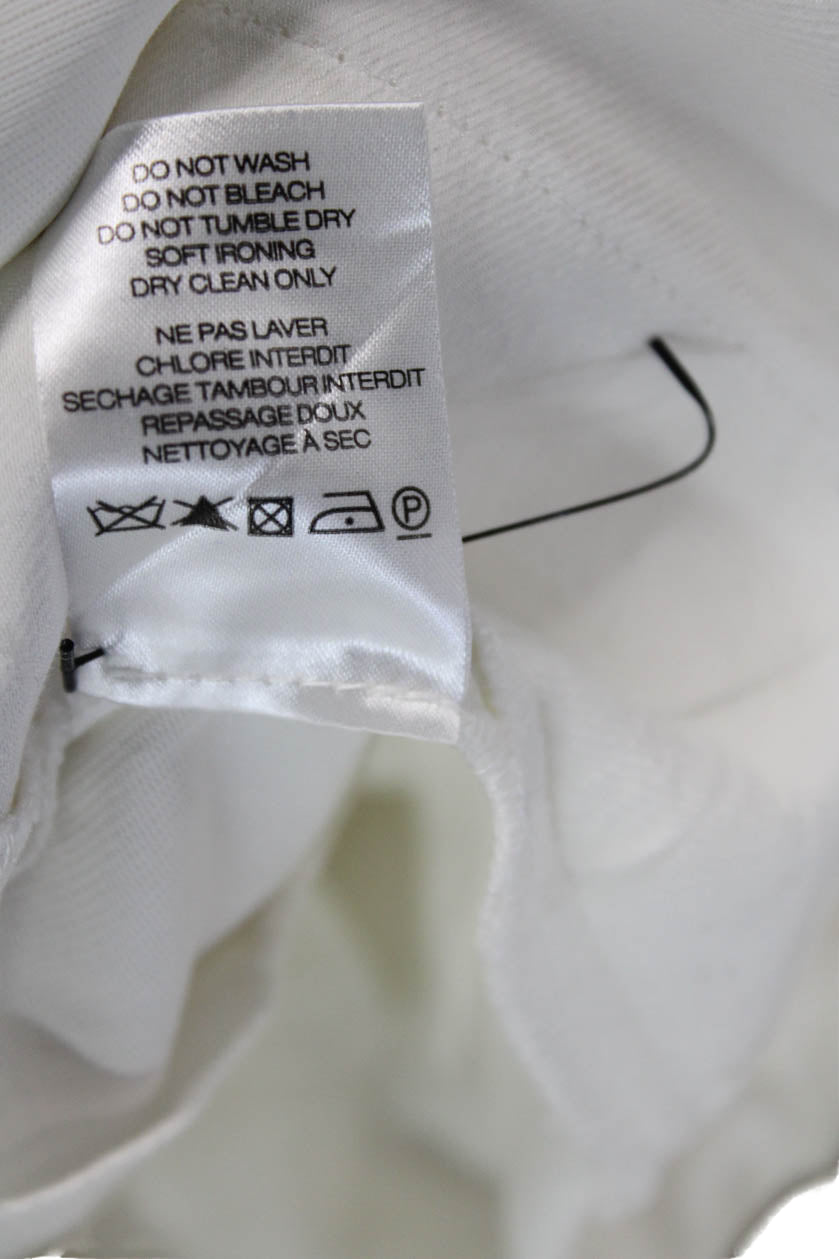 DO NOT WASH
DO NOT BLEACH
DO NOT TUMBLE DRY
SOFT IRONING
DRY CLEAN ONLY
NE PAS LAVER
CHLORE INTERDIT
SECHAGE TAMBOUR INTERDIT
REPASSAGE DOUX
NETTOYAGE À SEC
P